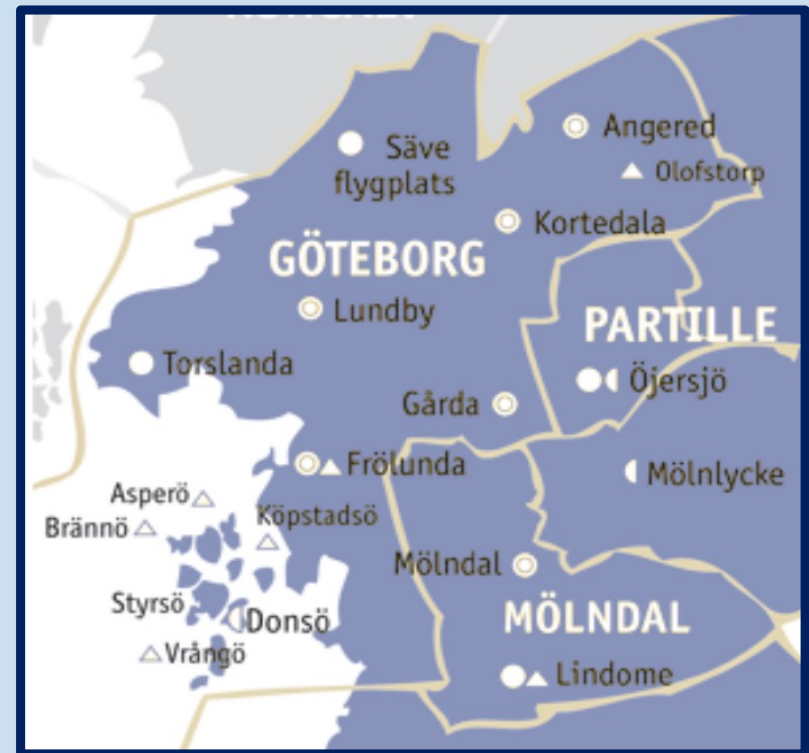 Angered
Säve
flygplats
Olofstorp
Kortedala
GÖTEBORG
Lundby
PARTILLE
Torslanda
Öjersjö
Gårda
Frölunda
Mölnlycke
Asperö
Köpstadsö
Brännö
Mölndal
Styrsö
Donsö
MÖLNDAL
Vrångö
Lindome